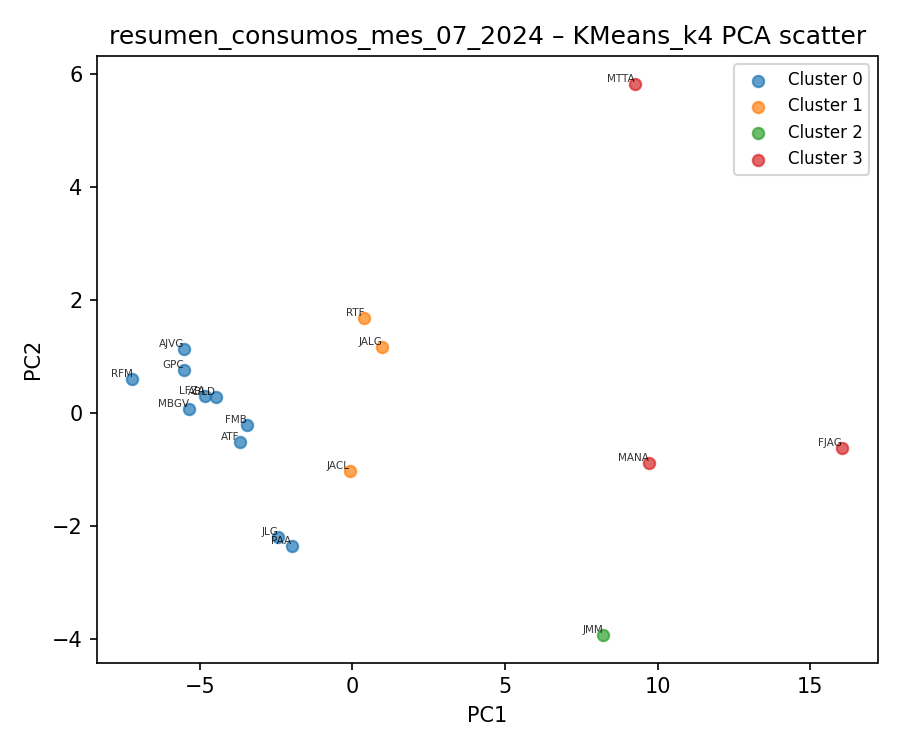 resumen_consumos_mes_07_2024 – KMeans_k4 PCA scatter
Cluster 0
Cluster 1
Cluster 2
Cluster 3
PC2
6
4
2
0
−2
−4
MTTA
RTF
JALG
AJVG
GPC
RFM
MBGV
FMB
ATF
JACL
MANA
FJAG
JLG
PAA
JMM
−5
0
5
10
15
PC1